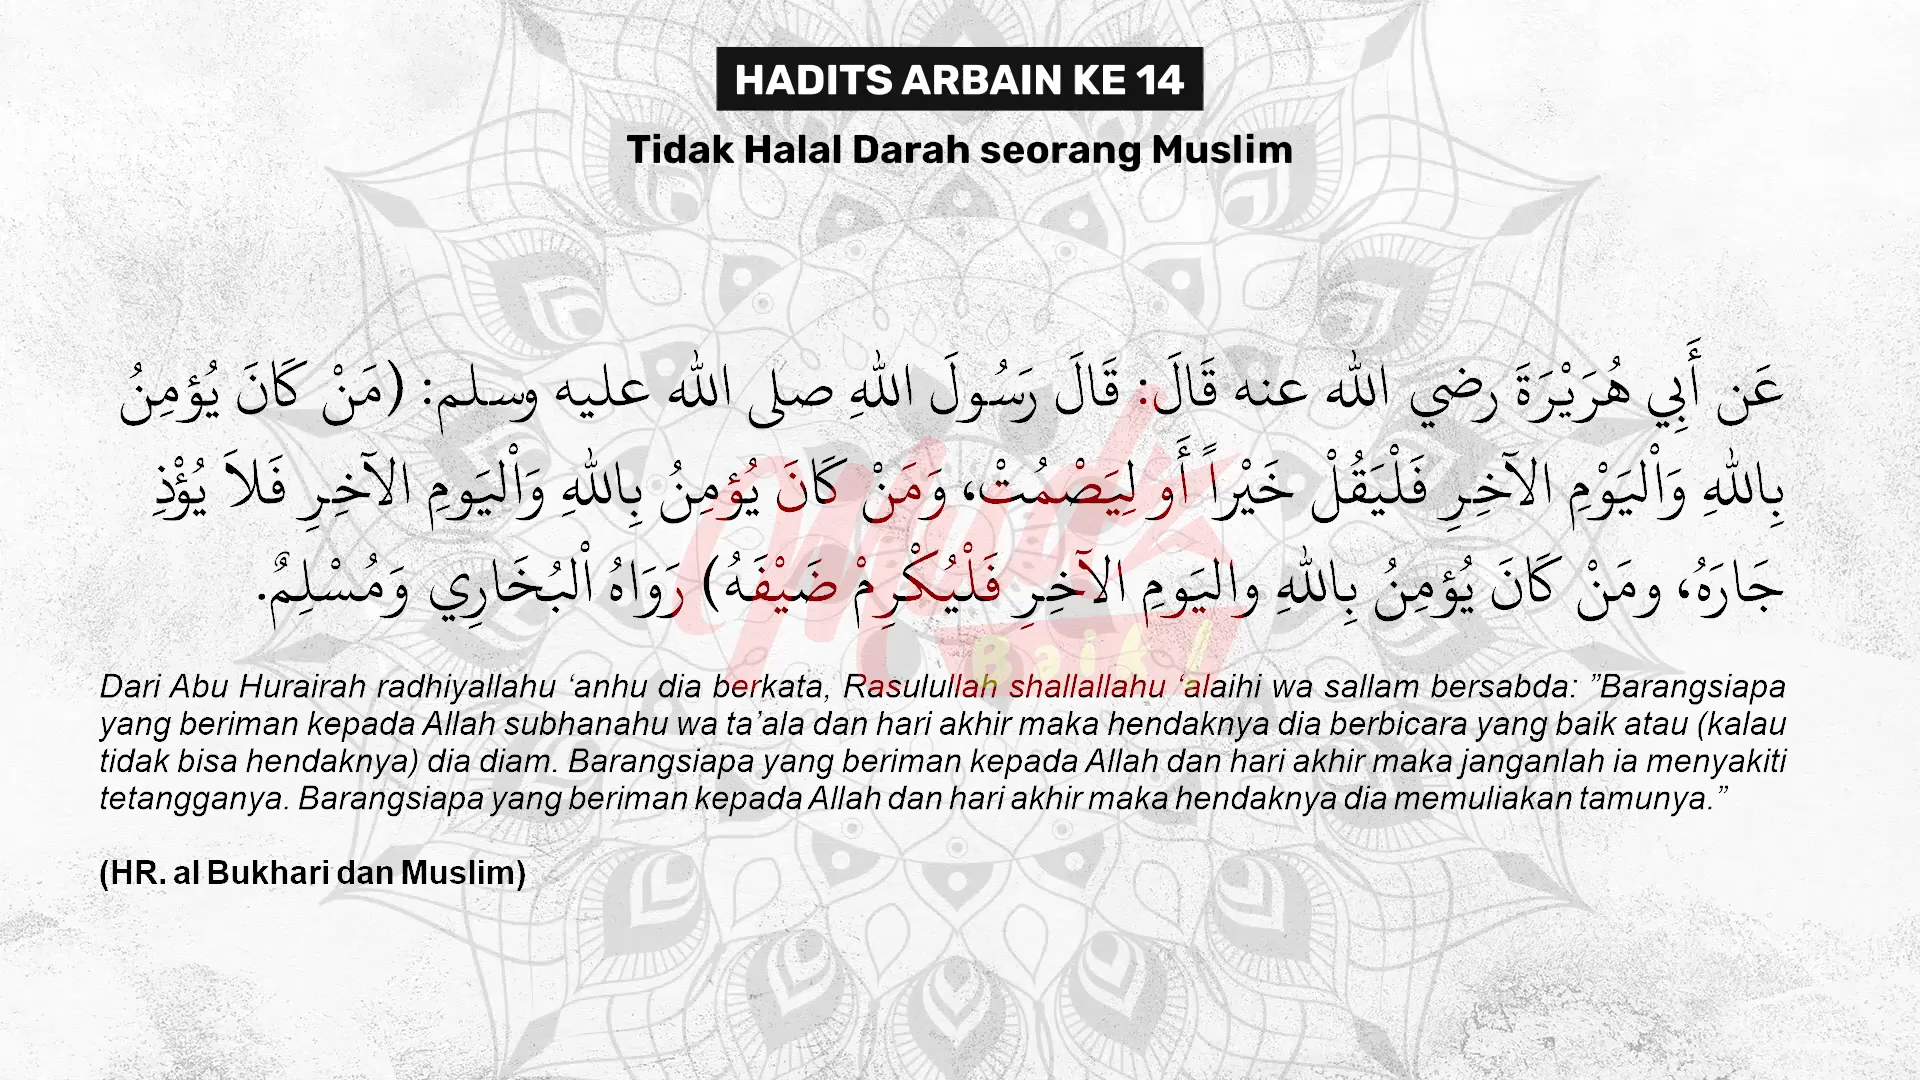 HADITS ARBAIN KE 14
Tidak Halal Darah seorang Muslim
عَن أَبِي هُرَيْرَةَ رضي الله عنه قَالَ: قَالَ رَسُولَ اللهِ صلى الله عليه وسلم: (مَنْ كَانَ يُؤمِنُ
بِاللهِ وَاْليَوْمِ الآخِرِ فَلْيَقُلْ خَيْراً أَو لِيَصْمُتْ، وَمَنْ كَانَ يُؤمِنُ بِاللهِ وَاْليَومِ الآخِرِ فَلاَ يُؤْذِ
جَارَهُ، ومَنْ كَانَ يُؤمِنُ بِاللهِ واليَومِ الآخِرِ فَلْيُكْرِمْ ضَيْفَهُ) رَوَاهُ اْلبُخَارِي وَمُسْلِمٌ.
Mudz
Baik!
Dari Abu Hurairah radhiyallahu ‘anhu dia berkata, Rasulullah shallallahu ‘alaihi wa sallam bersabda: ”Barangsiapa
yang beriman kepada Allah subhanahu wa ta’ala dan hari akhir maka hendaknya dia berbicara yang baik atau (kalau
tidak bisa hendaknya) dia diam. Barangsiapa yang beriman kepada Allah dan hari akhir maka janganlah ia menyakiti
tetangganya. Barangsiapa yang beriman kepada Allah dan hari akhir maka hendaknya dia memuliakan tamunya.”
(HR. al Bukhari dan Muslim)